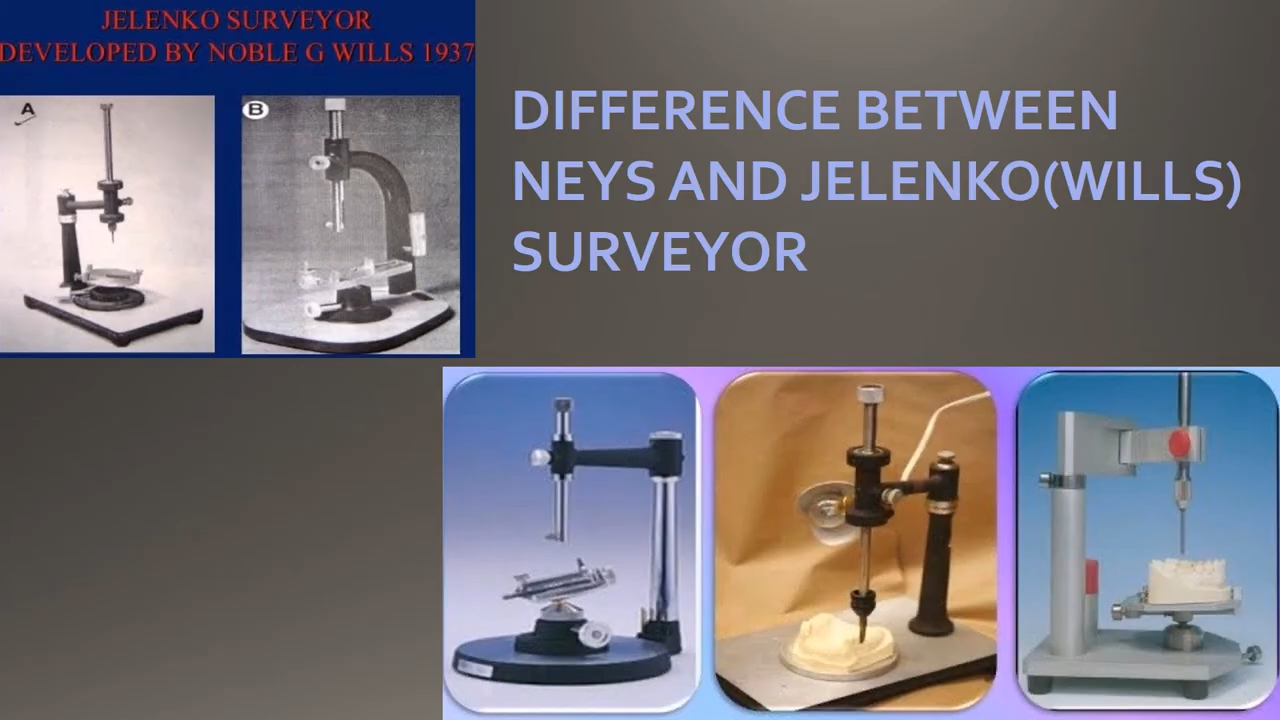 JELENKO SURVEYOR
DEVELOPED BY NOBLE G WILLS 1937
A
B
DIFFERENCE BETWEEN
NEYS AND JELENKO(WILLS)
SURVEYOR